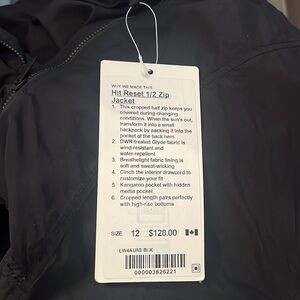 WHY WE MADE THIS
Hit Reset 1/2 Zip
Jacket
1. This cropped half zip keeps you
covered during changing
conditions. When the sun's out,
transform it into a small
backpack by packing it into the
pocket at the back hem
2. DWR-treated Glyde fabric is
wind-resistant and
water-repellent
3. Breathelight fabric lining is
soft and sweat-wicking
4. Cinch the interior drawcord to
customize your fit
5. Kangaroo pocket with hidden
media pocket
6. Cropped length pairs perfectly
with high-rise bottoms
SIZE 12 $128.00
LW4AUR8 BLK
000003826221